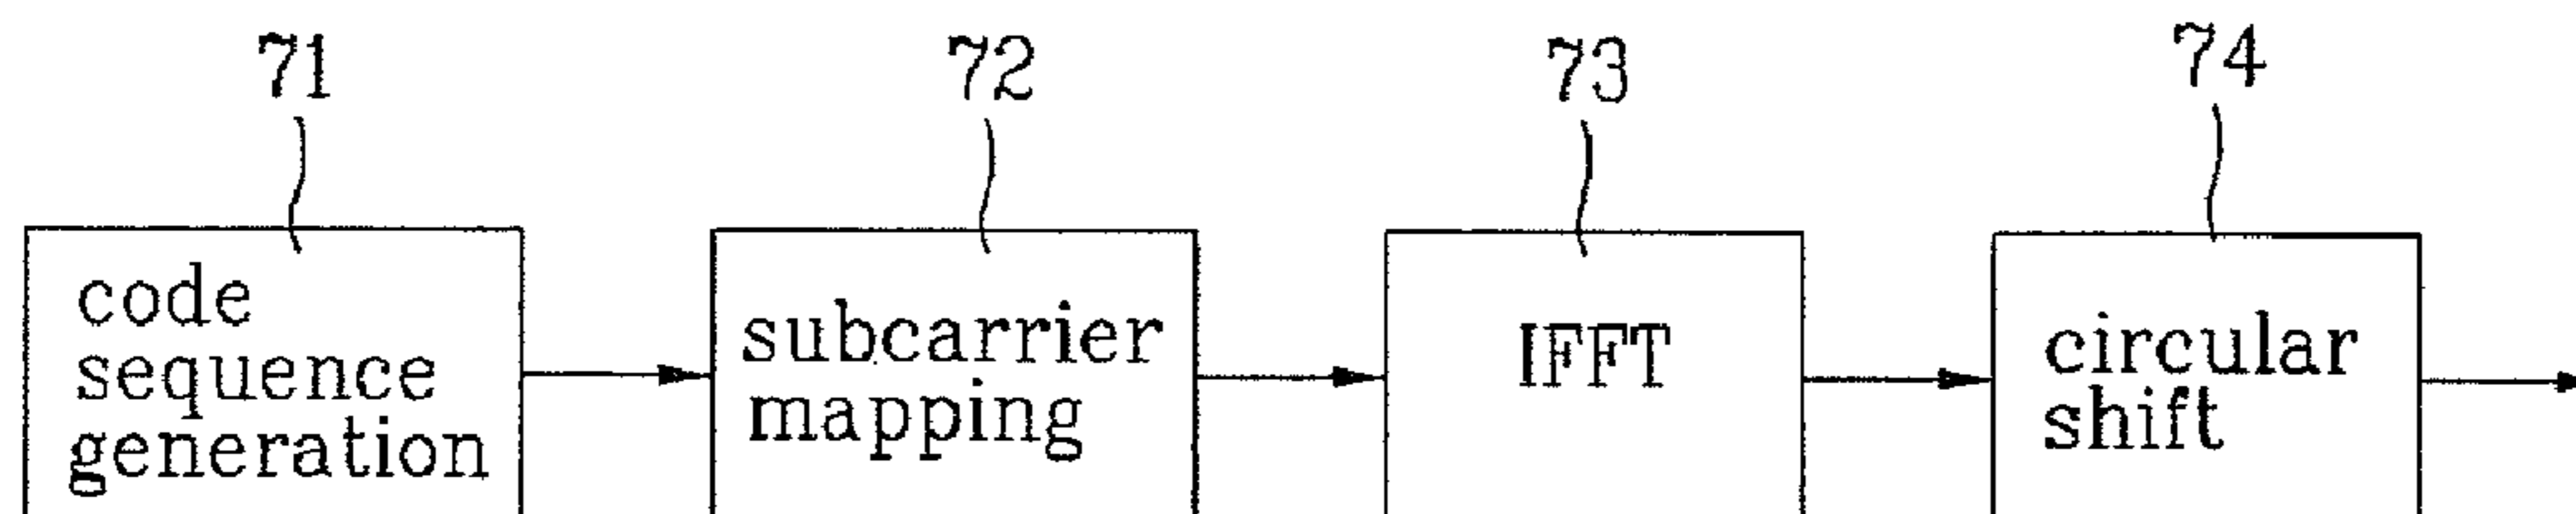 71
72
73
74
code
sequence
generation
subcarrier
mapping
IFFT
circular
shift